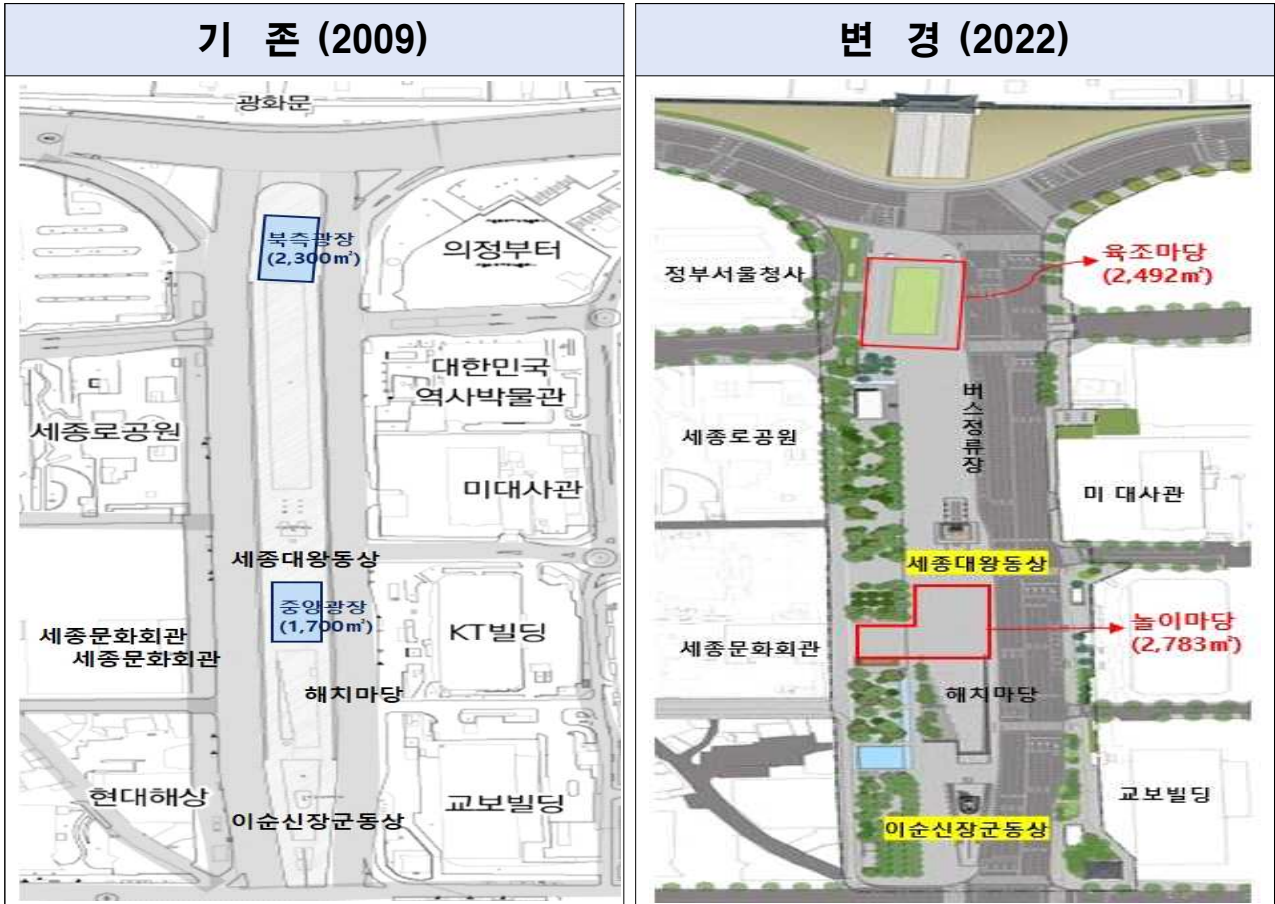 기 존 (2009)
광화문
북측광장
(2,300㎡)
의정부터
대한민국
역사박물관
세종로공원
미대사관
세종대왕동상
중앙광장
(1,700㎡)
KT빌딩
세종문화회관
세종문화회관
해치마당
현대해상
교보빌딩
이순신장군동상
변 경 (2022)
육조마당
(2,492㎡)
정부서울청사
버스정류장
세종로공원
미 대사관
세종대왕동상
놀이마당
(2,783㎡)
세종문화회관
해치마당
교보빌딩
이순신장군동상